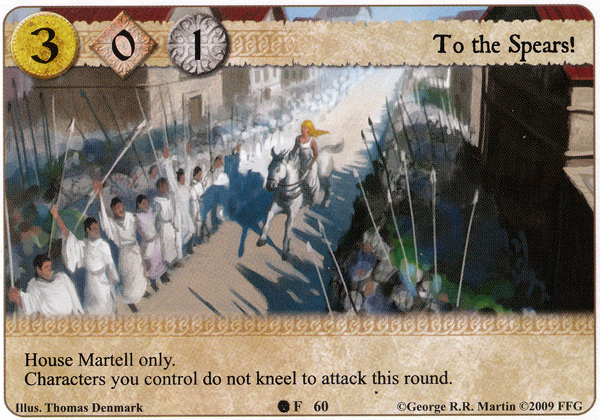 3 0 1 To the Spears!
House Martell only.
Characters you control do not kneel to attack this round.
Illus. Thomas Denmark F 60 ©George R.R. Martin ©2009 FFG